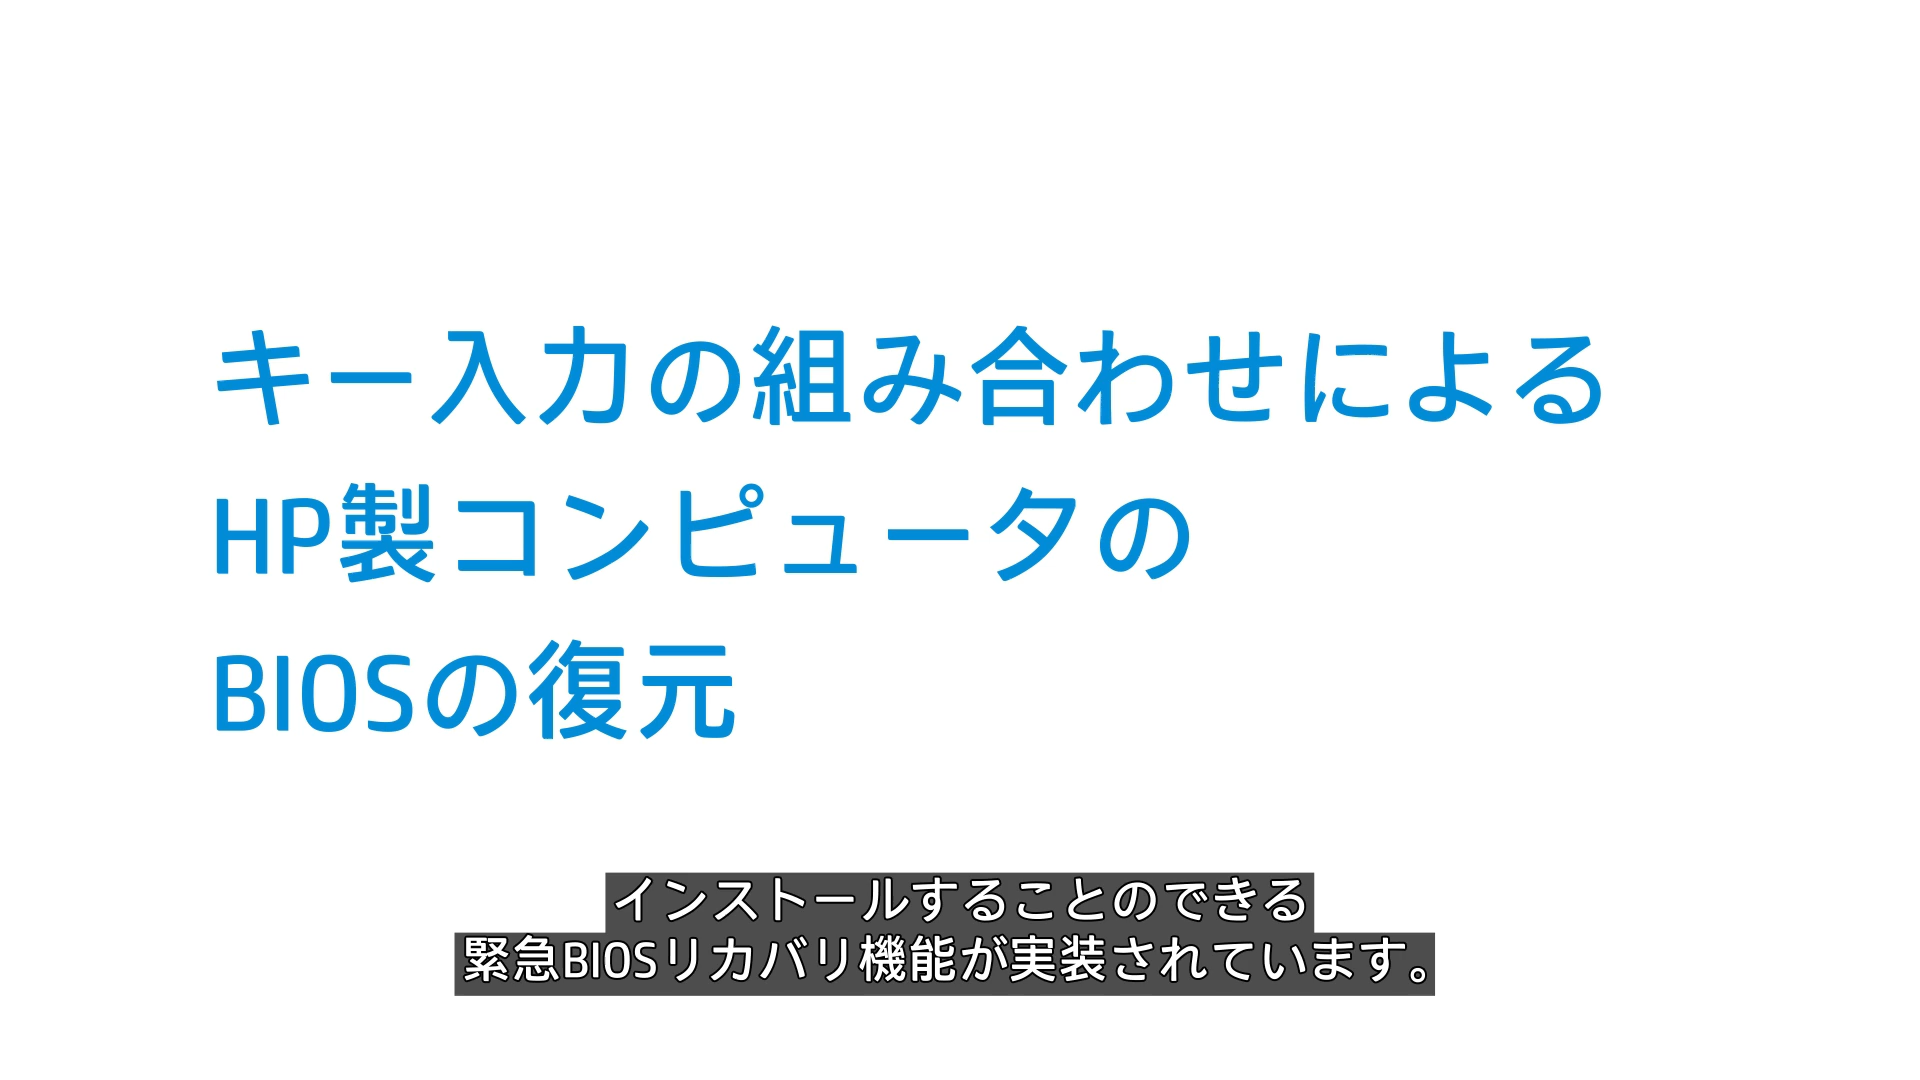 キー入力の組み合わせによる
HP製コンピュータの
BIOSの復元
インストールすることのできる
緊急BIOSリカバリ機能が実装されています。